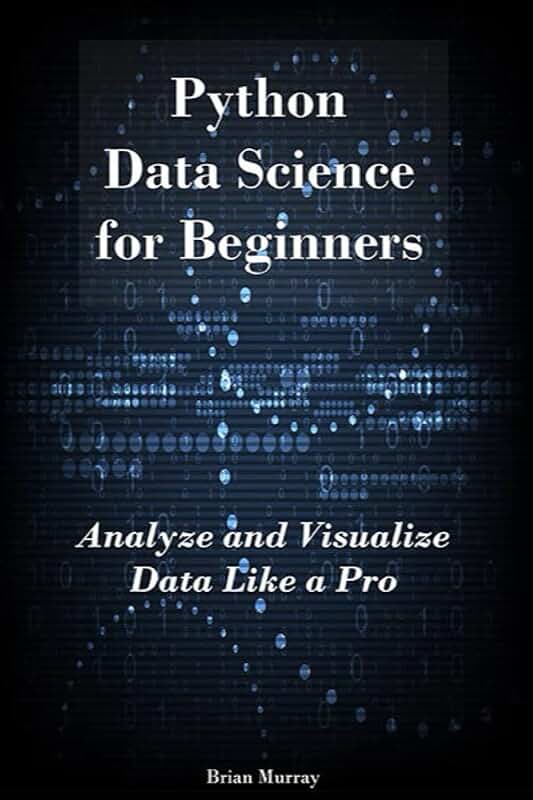 Python
Data Science
for Beginners
Analyze and Visualize
Data Like a Pro
Brian Murray